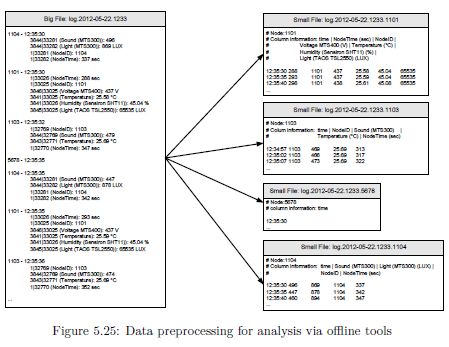 Big File: log.2012-05-22.1233
1104 - 12:35:30
3844|33281 (Sound (MTS300)): 496
3844|33282 (Light (MTS300)): 869 LUX
1|33281 (NodeID): 1104
1|33282 (NodeTime): 337 sec
...
1101 - 12:35:30
1|33026 (NodeTime): 288 sec
1|33025 (NodeID): 1101
3846|33025 (Voltage MTS400): 437 V
3841|33025 (Temperature): 25.58 °C
3841|33026 (Humidity (Sensirion SHT11)): 45.04 %
3845|33025 (Light (TAOS TSL2550)): 65535 LUX
...
1103 - 12:35:32
1|32769 (NodeID): 1103
3844|32769 (Sound (MTS300)): 479
3843|32771 (Temperature): 25.69 °C
1|32770 (NodeTime): 347 sec
...
5678 - 12:35:35
...
1104 - 12:35:35
3844|33281 (Sound (MTS300)): 447
3844|33282 (Light (MTS300)): 878 LUX
1|33281 (NodeID): 1104
1|33282 (NodeTime): 342 sec
...
1101 - 12:35:35
1|33026 (NodeTime): 293 sec
1|33025 (NodeID): 1101
3846|33025 (Voltage MTS400): 437 V
3841|33025 (Temperature): 25.59 °C
3841|33026 (Humidity (Sensirion SHT11)): 45.04 %
3845|33025 (Light (TAOS TSL2550)): 65535 LUX
...
1103 - 12:35:36
1|32769 (NodeID): 1103
3844|32769 (Sound (MTS300)): 474
3843|32771 (Temperature): 25.69 °C
1|32770 (NodeTime): 352 sec
...
Small File: log.2012-05-22.1233.1101
# Node:1101
# Column information: time | NodeTime (sec) | NodeID |
# Voltage MTS400 (V) | Temperature (°C) |
# Humidity (Sensirion SHT11) (%) |
# Light (TAOS TSL2550) (LUX)
12:35:30 288 1101 437 25.58 45.04 65535
12:35:35 293 1101 437 25.59 45.04 65535
12:35:40 298 1101 438 25.61 45.08 65535
...
Small File: log.2012-05-22.1233.1103
# Node:1103
# Column information: time | NodeID | Sound (MTS300) |
# Temperature (°C) | NodeTime (sec)
12:34:57 1103 469 25.69 313
12:35:02 1103 466 25.69 317
12:35:07 1103 473 25.69 322
...
Small File: log.2012-05-22.1233.5678
# Node:5678
# column information: time
12:35:30
...
Small File: log.2012-05-22.1233.1104
# Node:1104
# Column information: time | Sound (MTS300) | Light (MTS300) (LUX) |
# NodeID | NodeTime (sec)
12:35:30 496 869 1104 337
12:35:35 447 878 1104 342
12:35:40 460 894 1104 347
...
Figure 5.25: Data preprocessing for analysis via offline tools